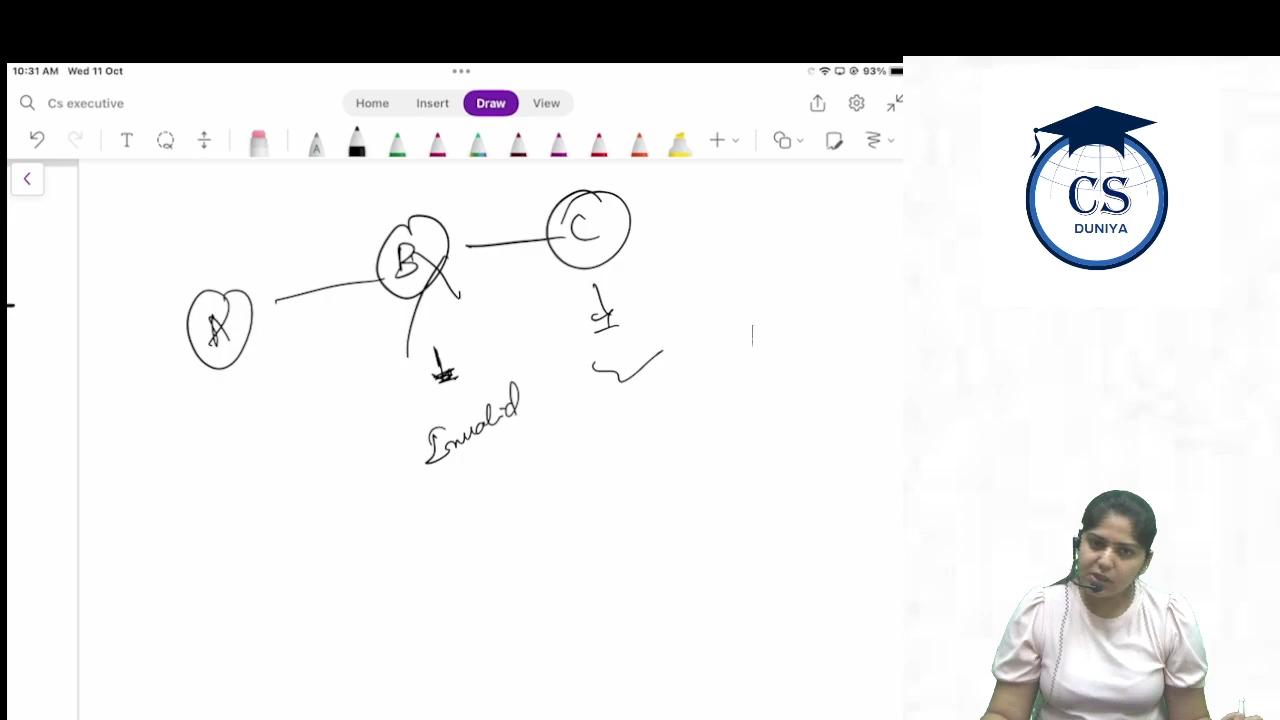 10:31 AM Wed 11 Oct
93%
Cs executive
Home Insert Draw View
T
A
CS
DUNIYA
C
B
A
Invalid